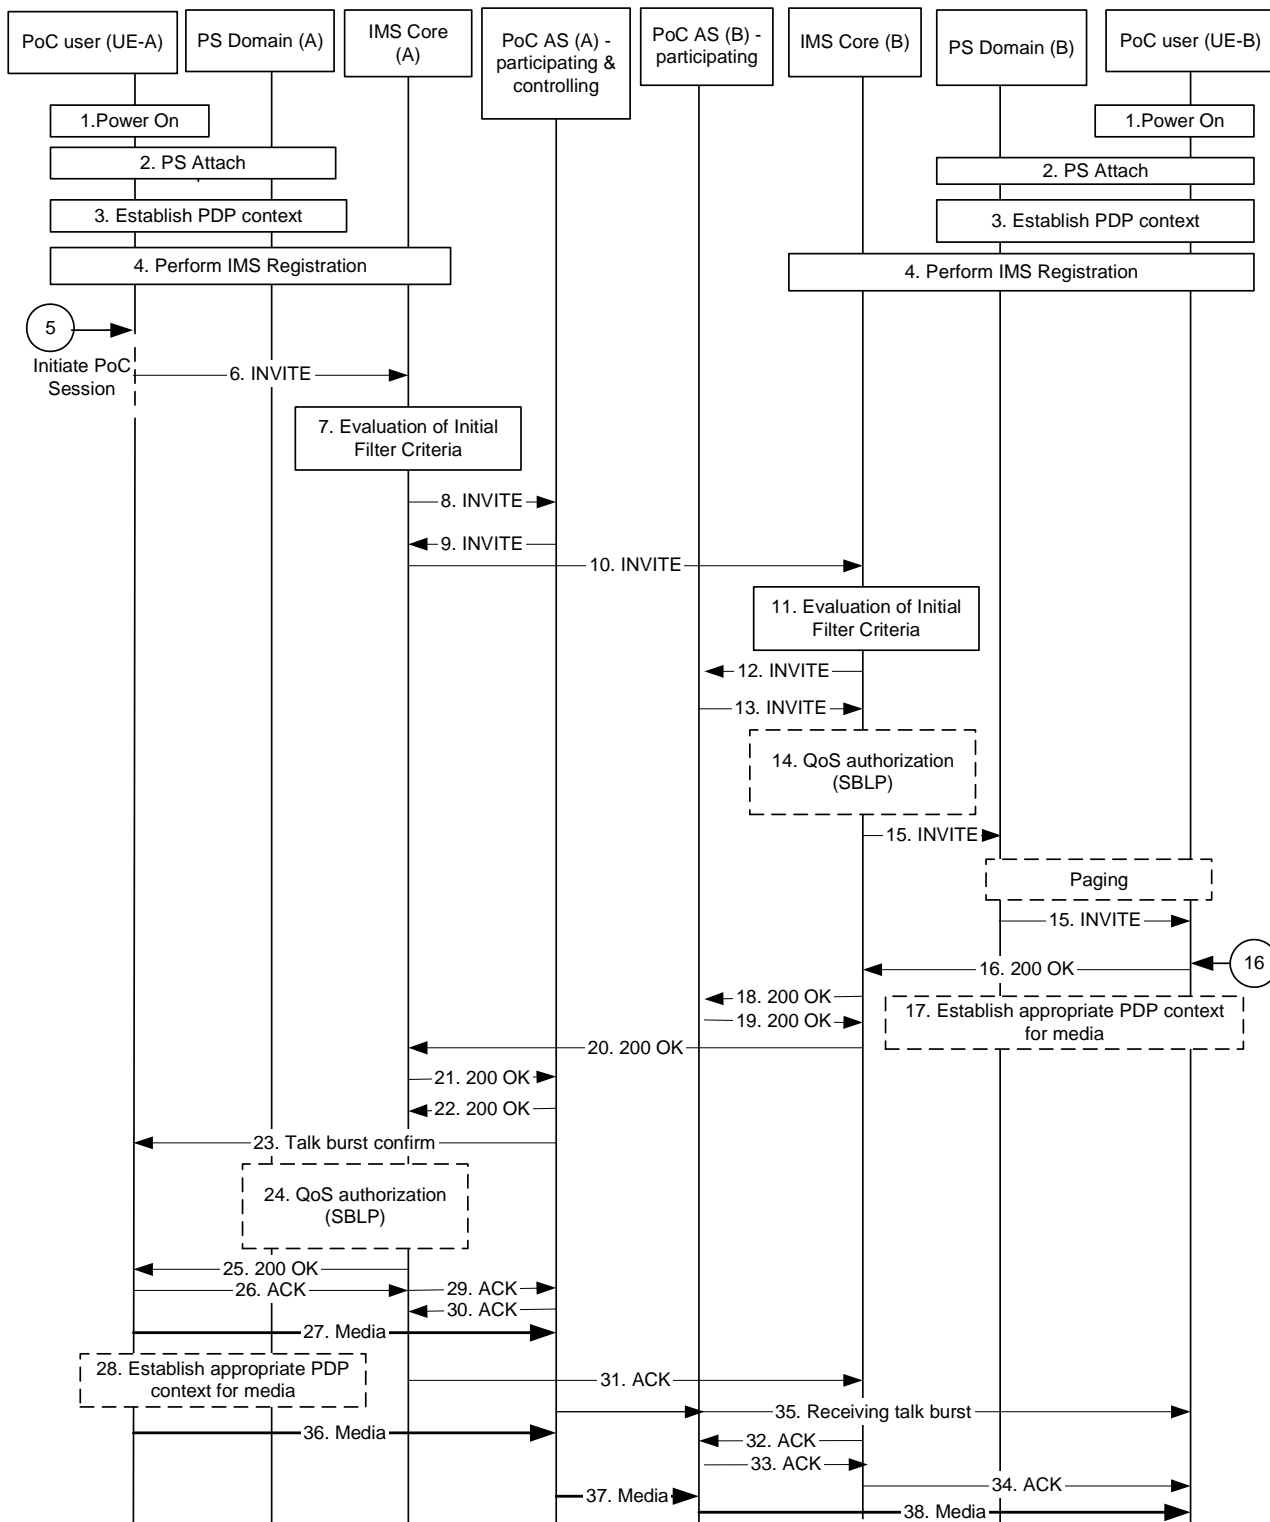 PoC user (UE-A)
PS Domain (A)
IMS Core
(A)
PoC AS (A) -
participating &
controlling
PoC AS (B) -
participating
IMS Core (B)
PS Domain (B)
PoC user (UE-B)
1.Power On
1.Power On
2. PS Attach
2. PS Attach
3. Establish PDP context
3. Establish PDP context
4. Perform IMS Registration
4. Perform IMS Registration
5
Initiate PoC
Session
6. INVITE
7. Evaluation of Initial
Filter Criteria
8. INVITE
9. INVITE
10. INVITE
11. Evaluation of Initial
Filter Criteria
12. INVITE
13. INVITE
14. QoS authorization
(SBLP)
15. INVITE
Paging
15. INVITE
16. 200 OK
16
18. 200 OK
17. Establish appropriate PDP context
for media
19. 200 OK
20. 200 OK
21. 200 OK
22. 200 OK
23. Talk burst confirm
24. QoS authorization
(SBLP)
25. 200 OK
26. ACK
29. ACK
30. ACK
27. Media
28. Establish appropriate PDP
context for media
31. ACK
35. Receiving talk burst
36. Media
32. ACK
33. ACK
34. ACK
37. Media
38. Media